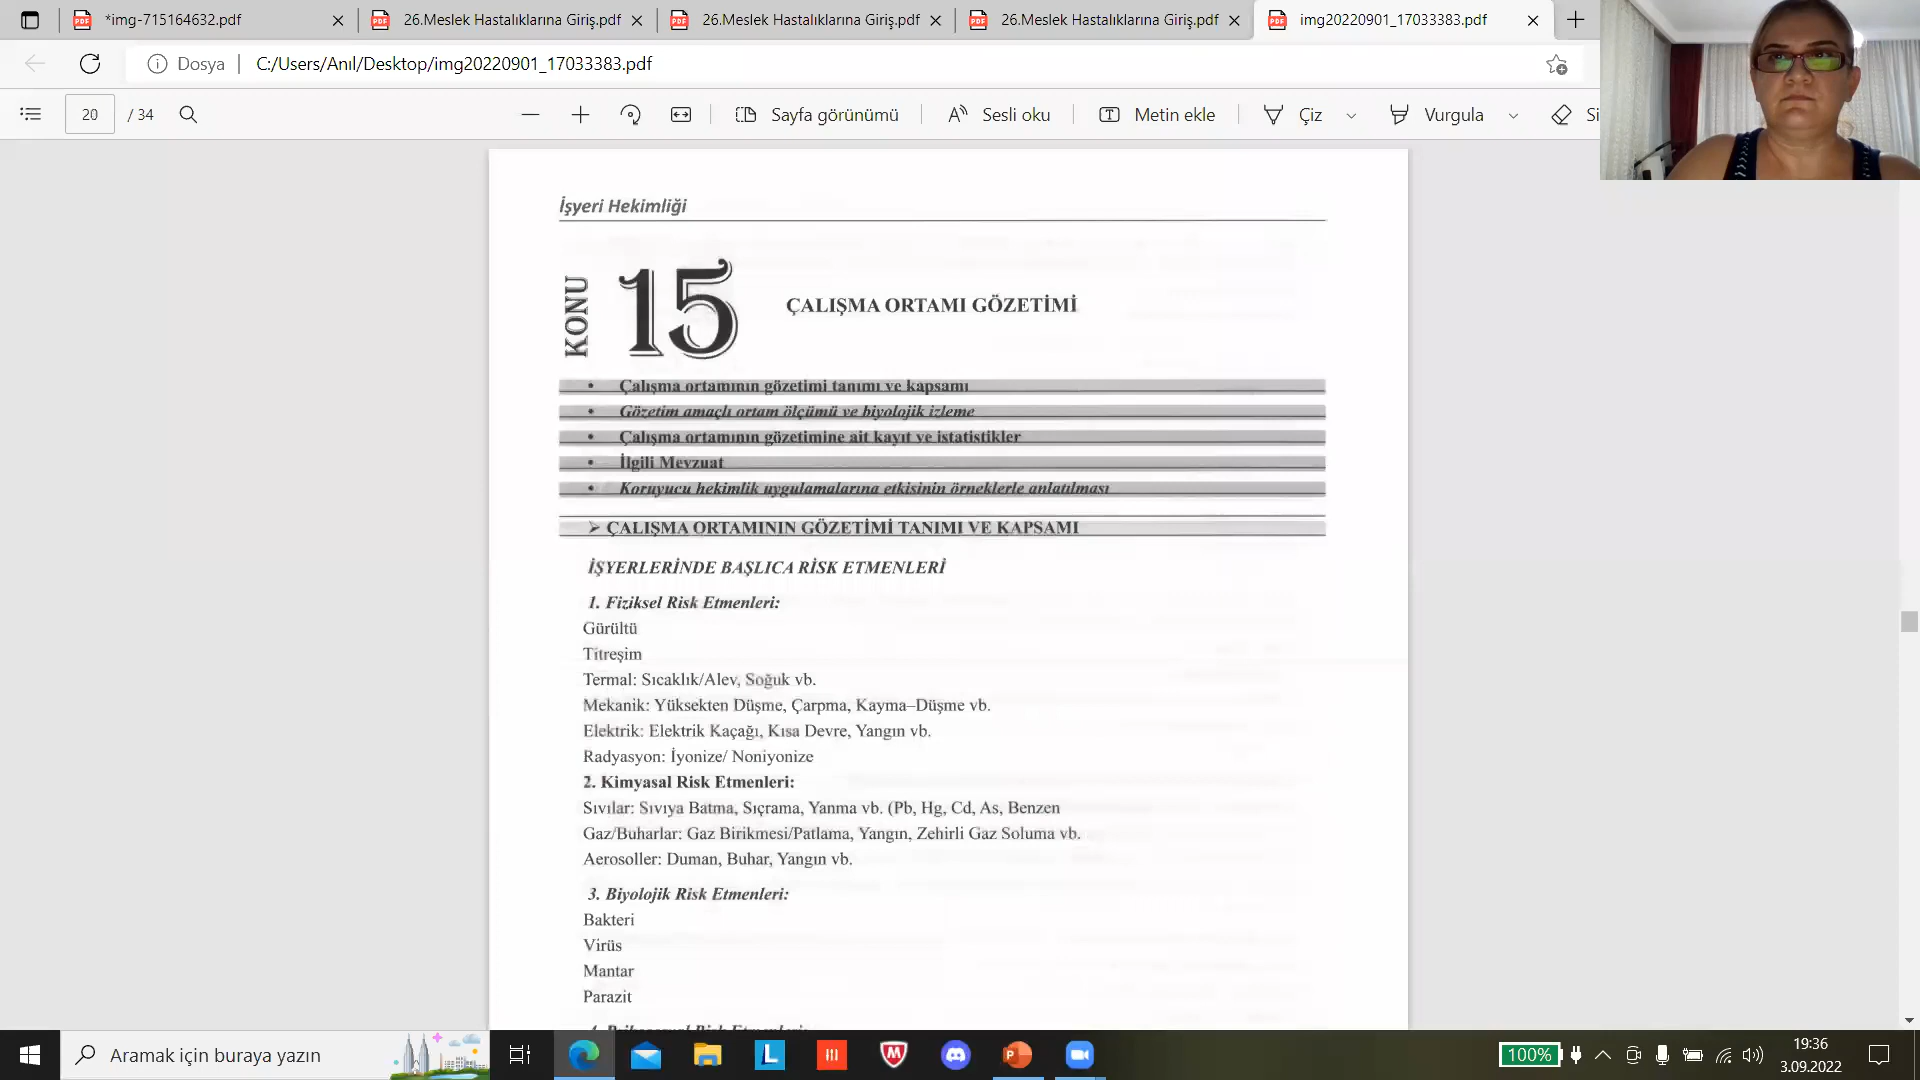 *img-715164632.pdf
26.Meslek Hastalıklarına Giriş.pdf
26.Meslek Hastalıklarına Giriş.pdf
26.Meslek Hastalıklarına Giriş.pdf
img20220901_17033383.pdf
Dosya
C:/Users/Anıl/Desktop/img20220901_17033383.pdf
20 / 34
Sayfa görünümü
Sesli oku
Metin ekle
Çiz
Vurgula
Si
İşyeri Hekimliği
KONU 15
ÇALIŞMA ORTAMI GÖZETİMİ
• Çalışma ortamının gözetimi tanımı ve kapsamı
• Gözetim amaçlı ortam ölçümü ve biyolojik izleme
• Çalışma ortamının gözetimine ait kayıt ve istatistikler
• İlgili Mevzuat
• Koruyucu hekimlik uygulamalarına etkisinin örneklerle anlatılması
➢ ÇALIŞMA ORTAMININ GÖZETİMİ TANIMI VE KAPSAMI
İŞYERLERİNDE BAŞLICA RİSK ETMENLERİ
1. Fiziksel Risk Etmenleri:
Gürültü
Titreşim
Termal: Sıcaklık/Alev, Soğuk vb.
Mekanik: Yüksekten Düşme, Çarpma, Kayma–Düşme vb.
Elektrik: Elektrik Kaçağı, Kısa Devre, Yangın vb.
Radyasyon: İyonize/ Noniyonize
2. Kimyasal Risk Etmenleri:
Sıvılar: Sıvıya Batma, Sıçrama, Yanma vb. (Pb, Hg, Cd, As, Benzen
Gaz/Buharlar: Gaz Birikmesi/Patlama, Yangın, Zehirli Gaz Soluma vb.
Aerosoller: Duman, Buhar, Yangın vb.
3. Biyolojik Risk Etmenleri:
Bakteri
Virüs
Mantar
Parazit
4. Psikososyal Risk Etmenleri:
Aramak için buraya yazın
100%
19:36
3.09.2022